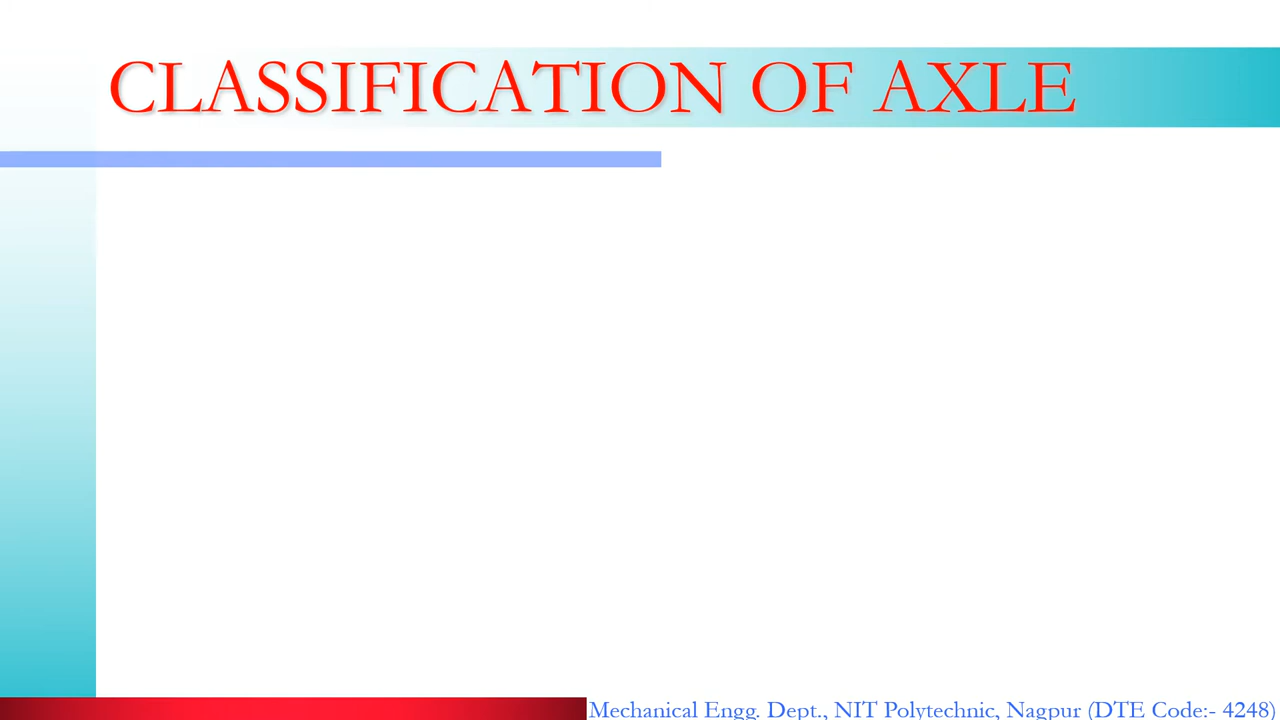 CLASSIFICATION OF AXLE
Mechanical Engg. Dept., NIT Polytechnic, Nagpur (DTE Code:- 4248)